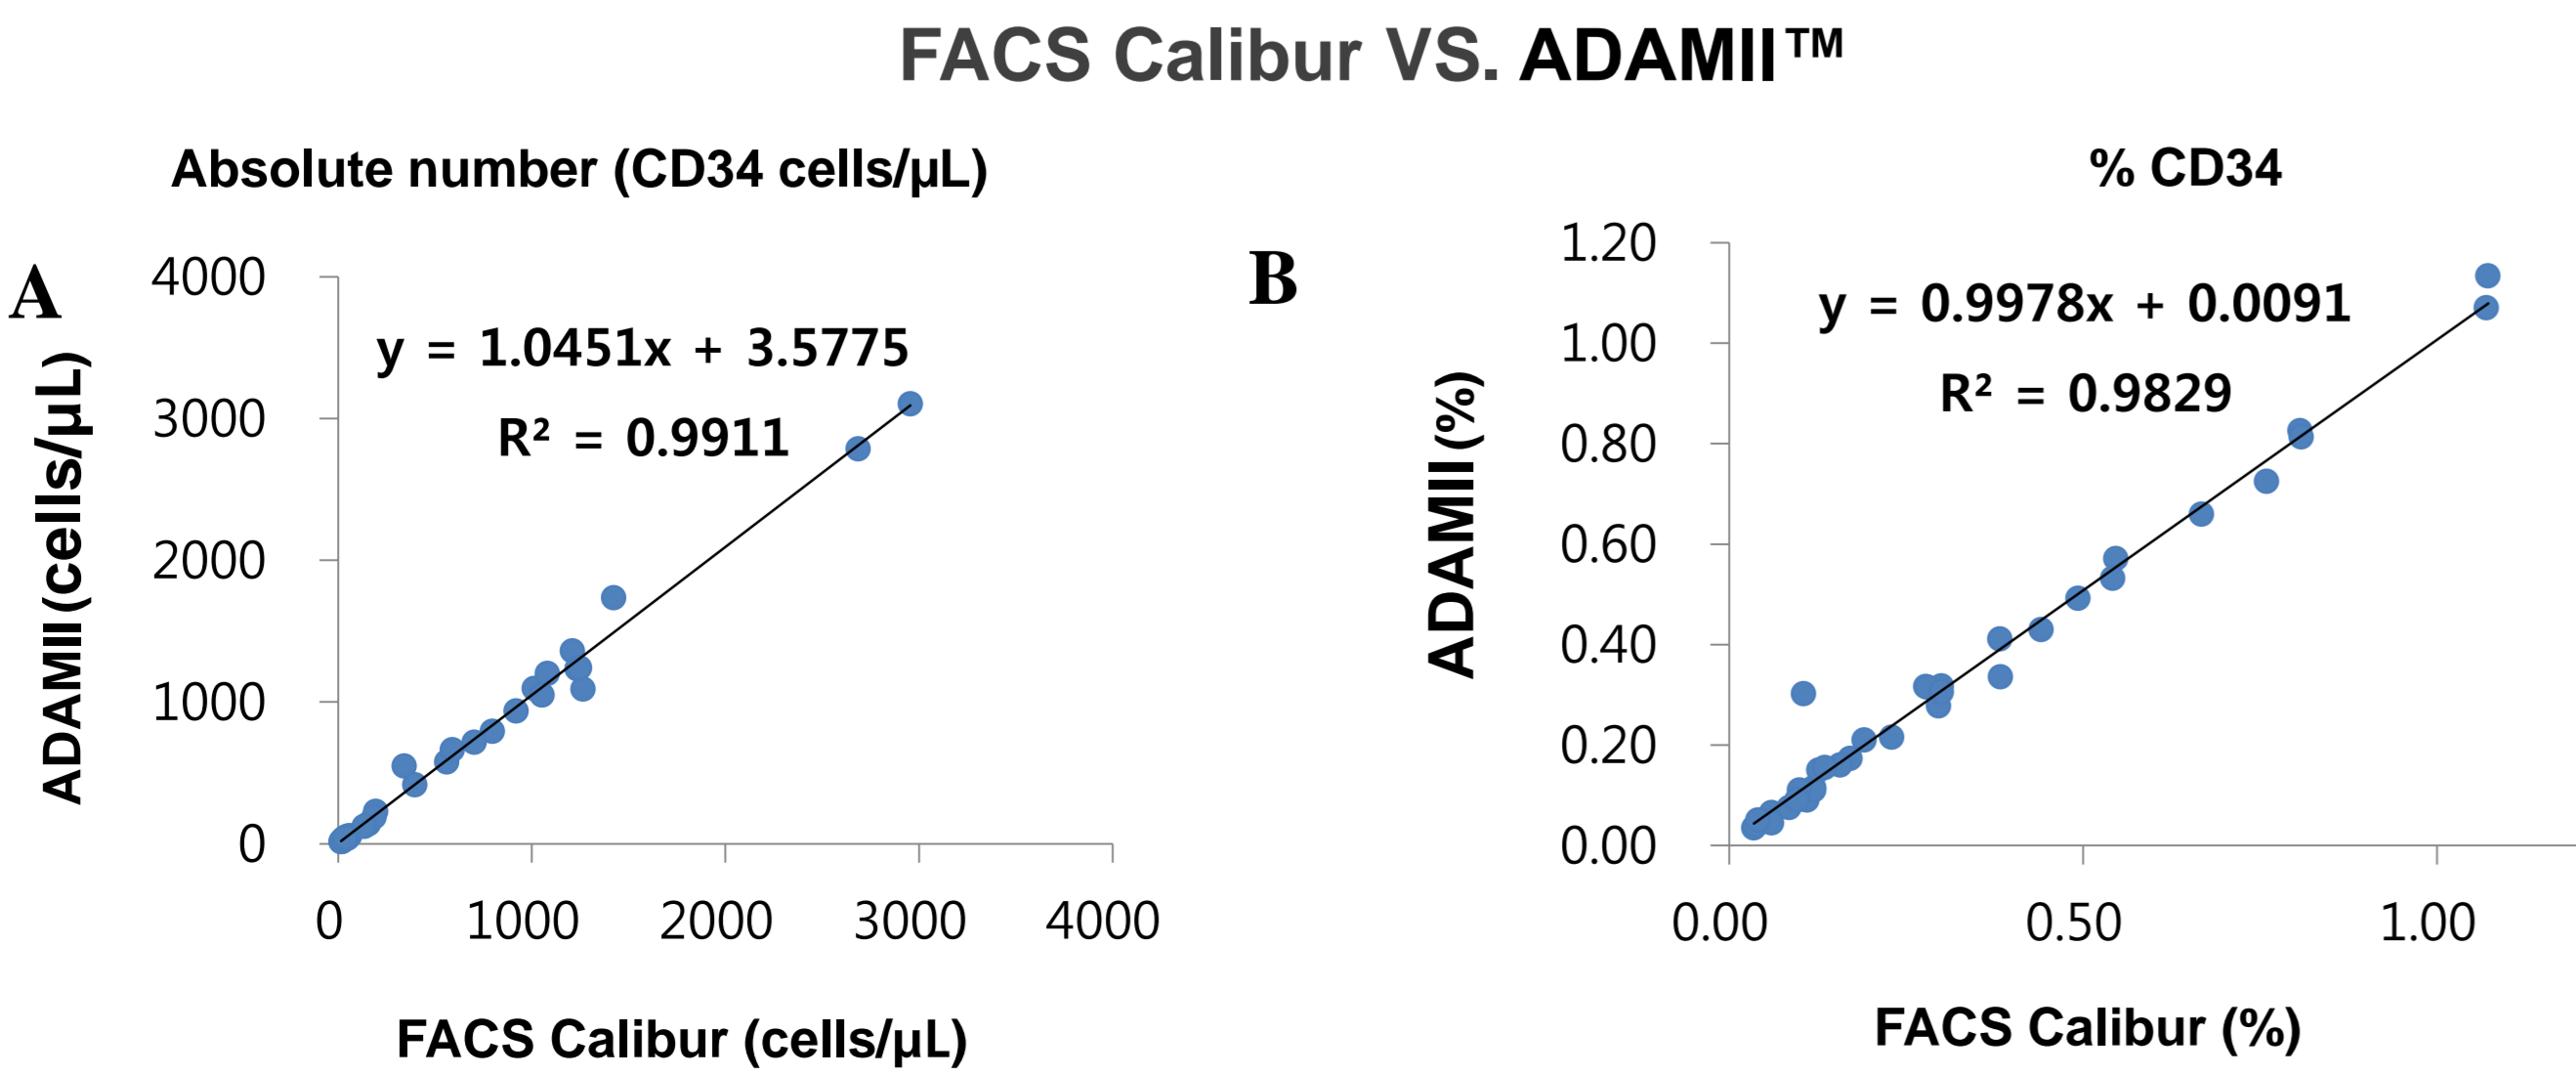 FACS Calibur VS. ADAMII™
Absolute number (CD34 cells/µL)
A
ADAMII (cells/µL)
4000
3000
2000
1000
0
y = 1.0451x + 3.5775
R² = 0.9911
0 1000 2000 3000 4000
FACS Calibur (cells/µL)
% CD34
B
ADAMII (%)
1.20
1.00
0.80
0.60
0.40
0.20
0.00
y = 0.9978x + 0.0091
R² = 0.9829
0.00 0.50 1.00
FACS Calibur (%)